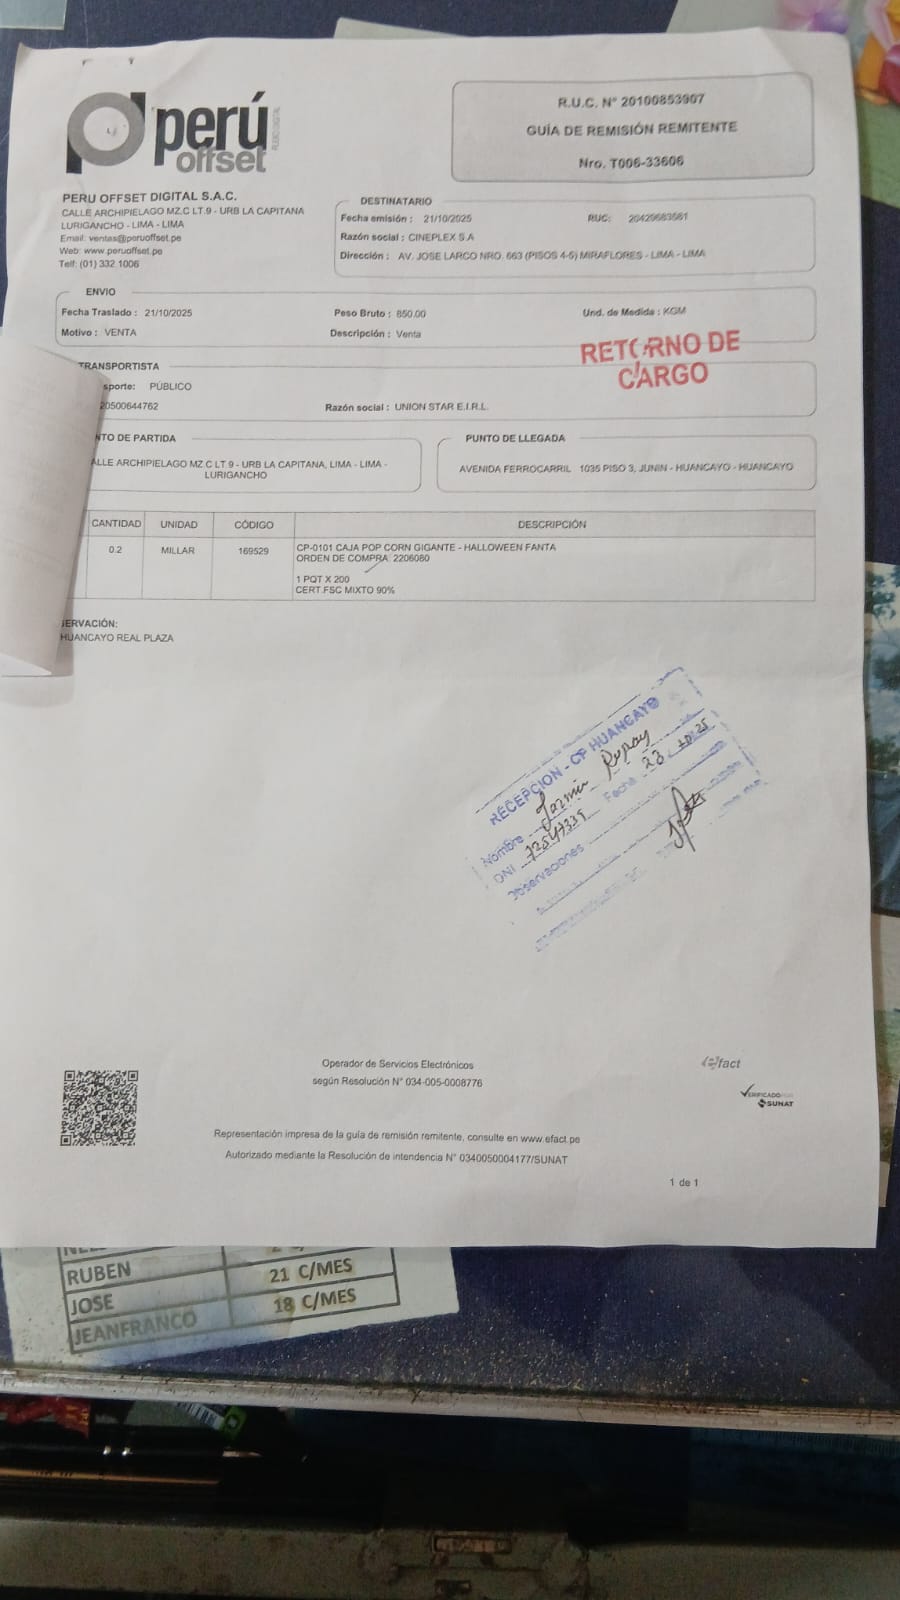 perú
offset
R.U.C. N° 20100853907
GUÍA DE REMISIÓN REMITENTE
Nro. T006-33606
PERU OFFSET DIGITAL S.A.C.
CALLE ARCHIPIELAGO MZ.C LT.9 - URB LA CAPITANA
LURIGANCHO - LIMA - LIMA
Email: ventas@peruoffset.pe
Web: www.peruoffset.pe
Telf: (01) 332 1006
DESTINATARIO
Fecha emisión : 21/10/2025 RUC:
Razón social : CINEPLEX S.A
Dirección : AV. JOSE LARCO NRO. 663 (PISOS 4-5) MIRAFLORES - LIMA - LIMA
ENVIO
Fecha Traslado : 21/10/2025 Peso Bruto : 850.00 Und. de Medida : KGM
Motivo : VENTA Descripción : Venta
RETORNO DE
CARGO
TRANSPORTISTA
sporte: PÚBLICO
20500644762 Razón social : UNION STAR E.I.R.L.
NTO DE PARTIDA
ALLE ARCHIPIELAGO MZ.C LT.9 - URB LA CAPITANA, LIMA - LIMA -
LURIGANCHO
PUNTO DE LLEGADA
AVENIDA FERROCARRIL 1035 PISO 3, JUNIN - HUANCAYO - HUANCAYO
CANTIDAD UNIDAD CÓDIGO DESCRIPCIÓN
0.2 MILLAR 169529 CP-0101 CAJA POP CORN GIGANTE - HALLOWEEN FANTA
ORDEN DE COMPRA: 2206080
1 PQT X 200
CERT.FSC MIXTO 90%
ERVACIÓN:
HUANCAYO REAL PLAZA
RECEPCION - CP HUANCAYO
Nombre Jazmin Rupay
DNI Fecha 23
Observaciones
Operador de Servicios Electrónicos
según Resolución N° 034-005-0008776
efact
VERIFICADO POR
SUNAT
Representación impresa de la guía de remisión remitente, consulte en www.efact.pe
Autorizado mediante la Resolución de intendencia N° 0340050004177/SUNAT
1 de 1
RUBEN 21 C/MES
JOSE 18 C/MES
JEANFRANCO